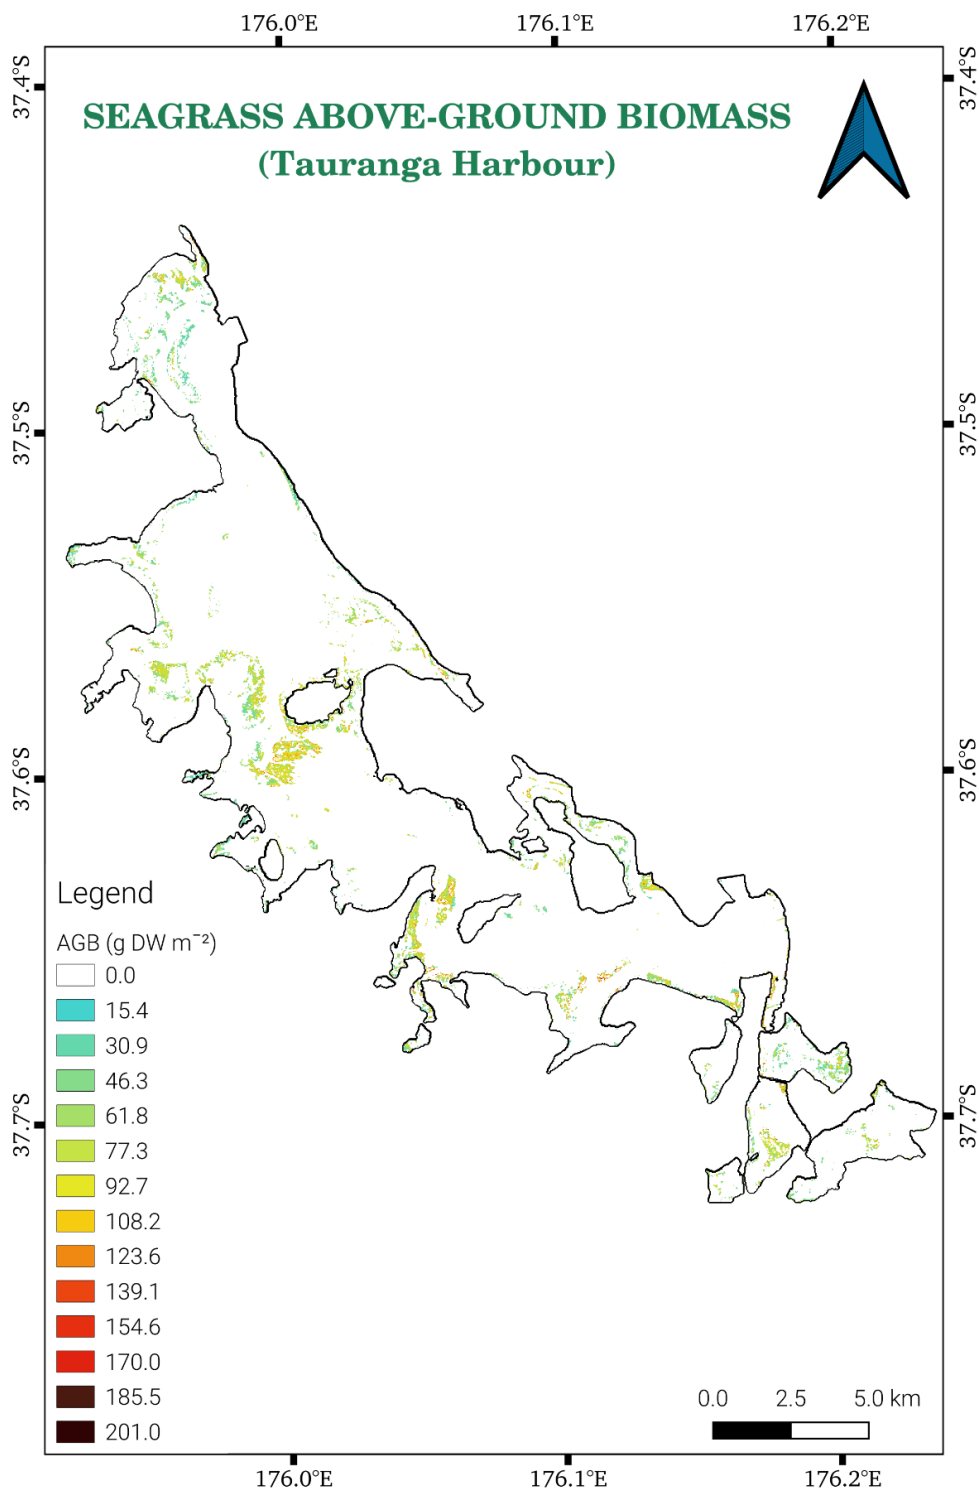 176.0°E 176.1°E 176.2°E
37.4°S 37.4°S
SEAGRASS ABOVE-GROUND BIOMASS
(Tauranga Harbour)
37.5°S 37.5°S
37.6°S 37.6°S
37.7°S 37.7°S
Legend
AGB (g DW m⁻²)
0.0
15.4
30.9
46.3
61.8
77.3
92.7
108.2
123.6
139.1
154.6
170.0
185.5
201.0
0.0 2.5 5.0 km
176.0°E 176.1°E 176.2°E